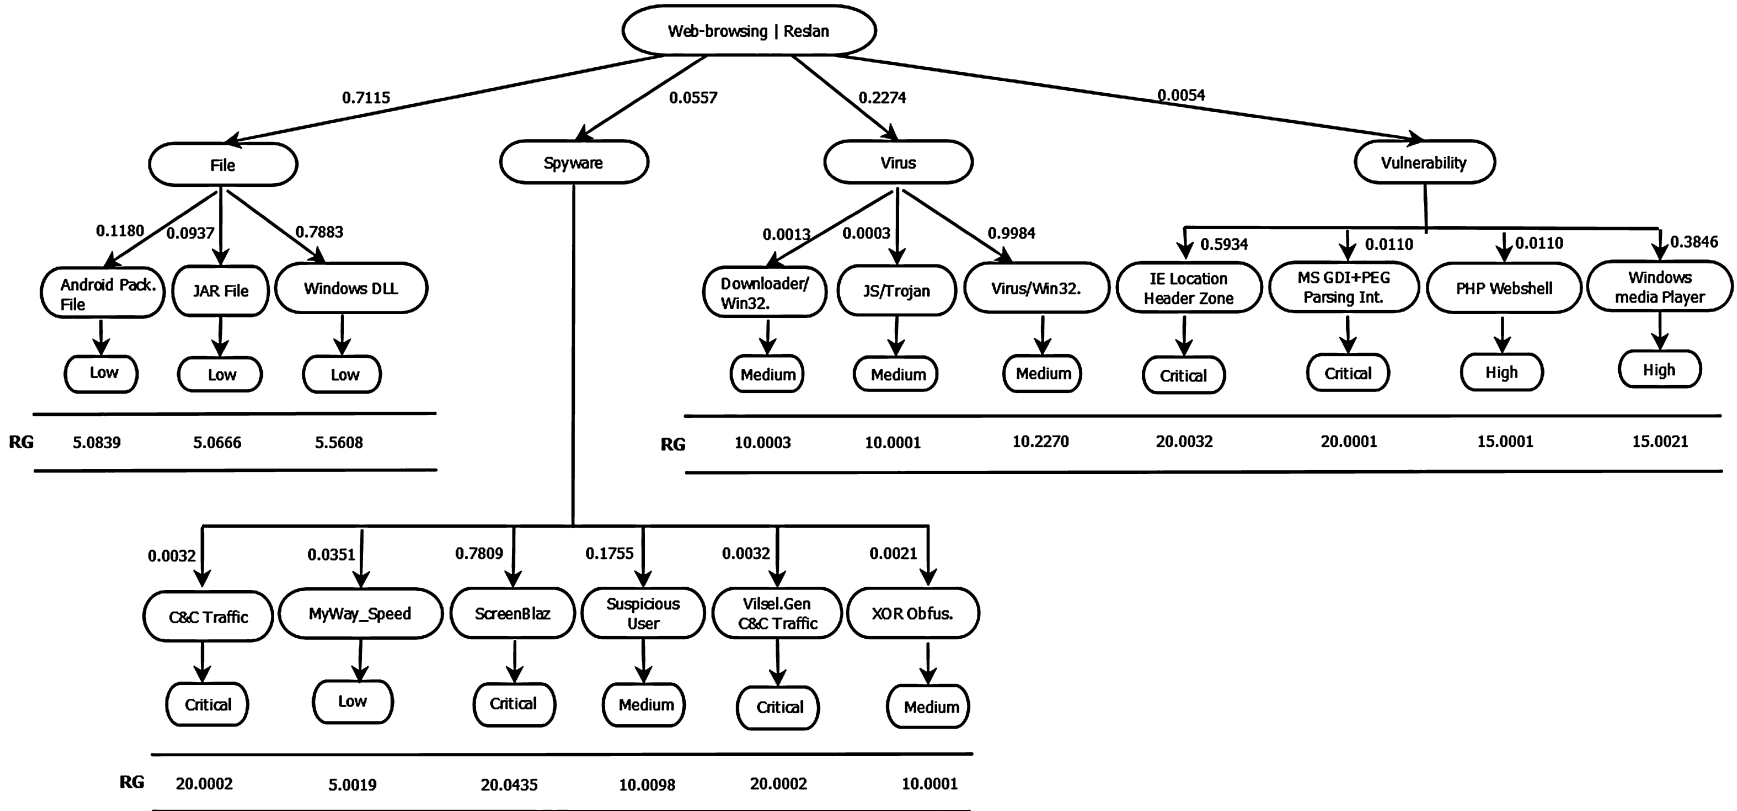 Web-browsing | Reslan
0.7115
0.0557
0.2274
0.0054
File
Spyware
Virus
Vulnerability
0.1180
0.0937
0.7883
0.0013
0.0003
0.9984
0.5934
0.0110
0.0110
0.3846
Android Pack.
File
JAR File
Windows DLL
Downloader/
Win32.
JS/Trojan
Virus/Win32.
IE Location
Header Zone
MS GDI+PEG
Parsing Int.
PHP Webshell
Windows
media Player
Low
Low
Low
Medium
Medium
Medium
Critical
Critical
High
High
RG 5.0839 5.0666 5.5608
RG 10.0003 10.0001 10.2270 20.0032 20.0001 15.0001 15.0021
0.0032
0.0351
0.7809
0.1755
0.0032
0.0021
C&C Traffic
MyWay_Speed
ScreenBlaz
Suspicious
User
Vilsel.Gen
C&C Traffic
XOR Obfus.
Critical
Low
Critical
Medium
Critical
Medium
RG 20.0002 5.0019 20.0435 10.0098 20.0002 10.0001